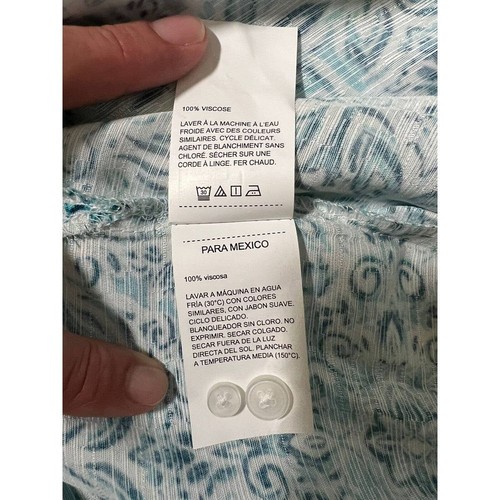 100% VISCOSE
LAVER À LA MACHINE À L'EAU
FROIDE AVEC DES COULEURS
SIMILAIRES. CYCLE DÉLICAT.
AGENT DE BLANCHIMENT SANS
CHLORÉ. SÉCHER SUR UNE
CORDE À LINGE. FER CHAUD.
30
PARA MEXICO
100% viscosa
LAVAR A MÁQUINA EN AGUA
FRÍA (30°C) CON COLORES
SIMILARES, CON JABON SUAVE.
CICLO DELICADO.
BLANQUEADOR SIN CLORO. NO
EXPRIMIR. SECAR COLGADO.
SECAR FUERA DE LA LUZ
DIRECTA DEL SOL, PLANCHAR
A TEMPERATURA MEDIA (150°C).